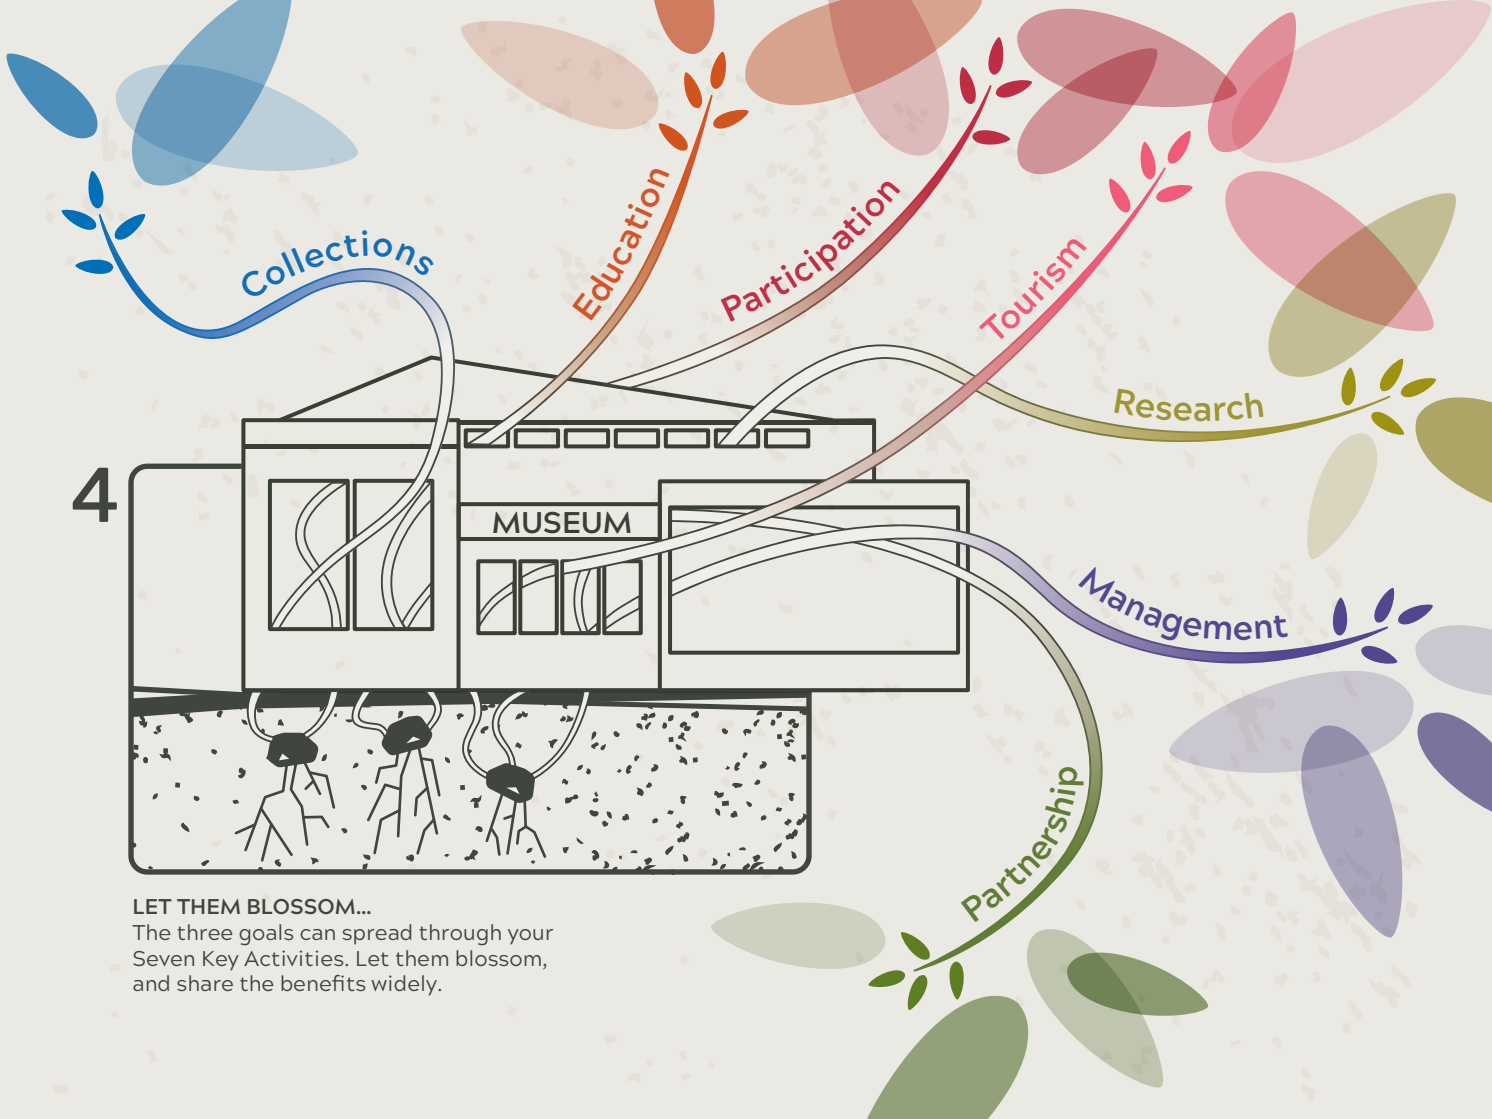 Collections
Education
Participation
Tourism
Research
4
MUSEUM
Management
Partnership
LET THEM BLOSSOM...
The three goals can spread through your
Seven Key Activities. Let them blossom,
and share the benefits widely.